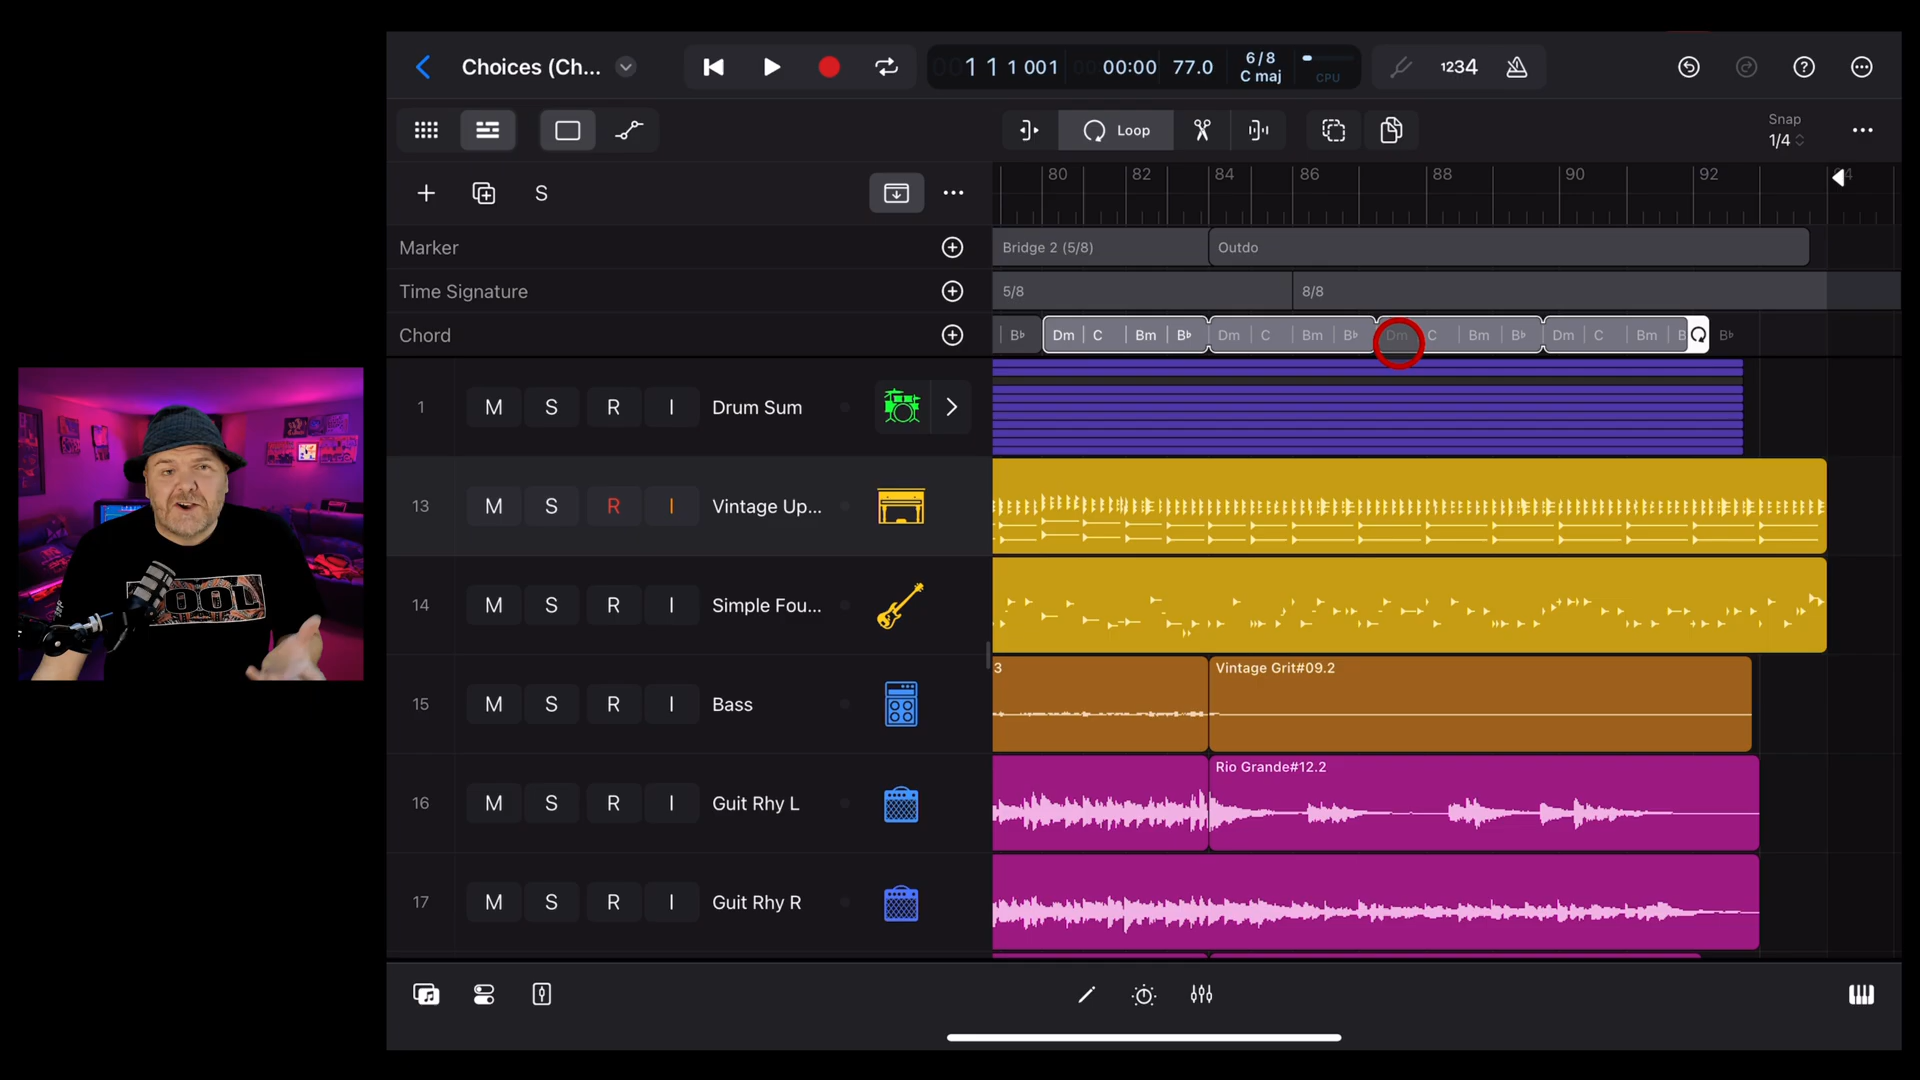 Choices (Ch...
1 1 1 001
00:00
77.0
6/8
C maj
CPU
1234
Loop
Snap
1/4
S
80 82 84 86 88 90 92
Marker
Bridge 2 (5/8)
Outdo
Time Signature
5/8
8/8
Chord
B♭ Dm C Bm B♭ Dm C Bm B♭ Dm C Bm B♭ Dm C Bm B B♭
1 M S R I Drum Sum
13 M S R I Vintage Up...
14 M S R I Simple Fou...
3
Vintage Grit#09.2
15 M S R I Bass
Rio Grande#12.2
16 M S R I Guit Rhy L
17 M S R I Guit Rhy R
OOL